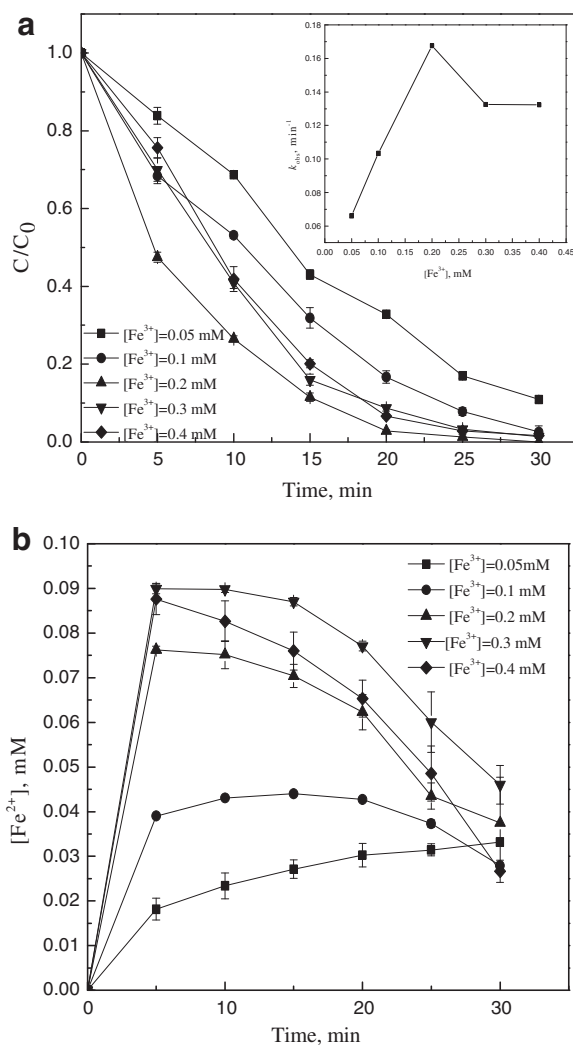 a
C/C0
1.0
0.8
0.6
0.4
0.2
0.0
[Fe3+]=0.05 mM
[Fe3+]=0.1 mM
[Fe3+]=0.2 mM
[Fe3+]=0.3 mM
[Fe3+]=0.4 mM
0 5 10 15 20 25 30
Time, min
kobs, min-1
0.18
0.16
0.14
0.12
0.10
0.08
0.06
0.00 0.05 0.10 0.15 0.20 0.25 0.30 0.35 0.40 0.45
[Fe3+], mM
b
[Fe2+], mM
0.10
0.09
0.08
0.07
0.06
0.05
0.04
0.03
0.02
0.01
0.00
[Fe3+]=0.05mM
[Fe3+]=0.1 mM
[Fe3+]=0.2 mM
[Fe3+]=0.3 mM
[Fe3+]=0.4 mM
0 5 10 15 20 25 30
Time, min